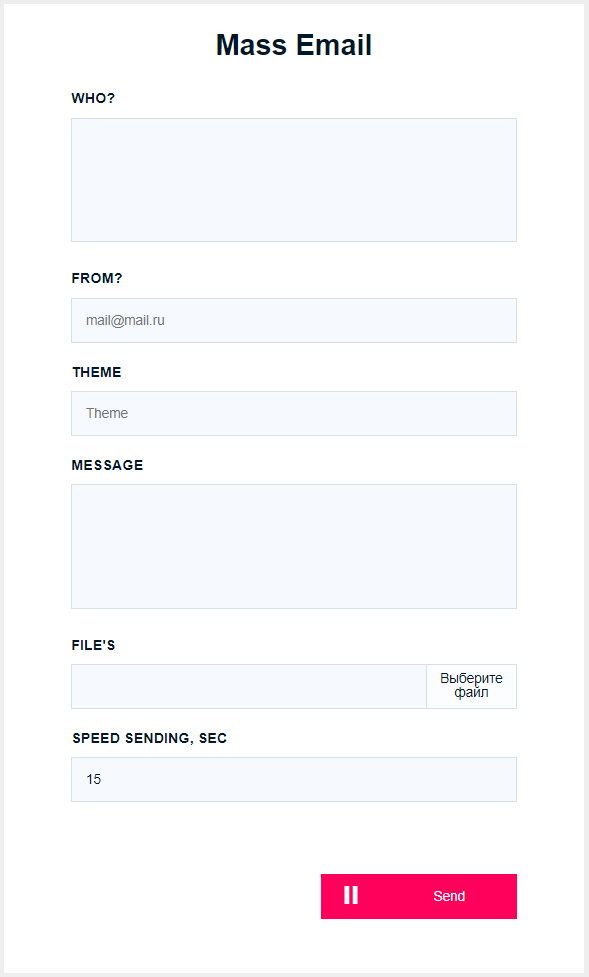 Mass Email
WHO?
FROM?
mail@mail.ru
THEME
Theme
MESSAGE
FILE'S
Выберите
файл
SPEED SENDING, SEC
15
Send